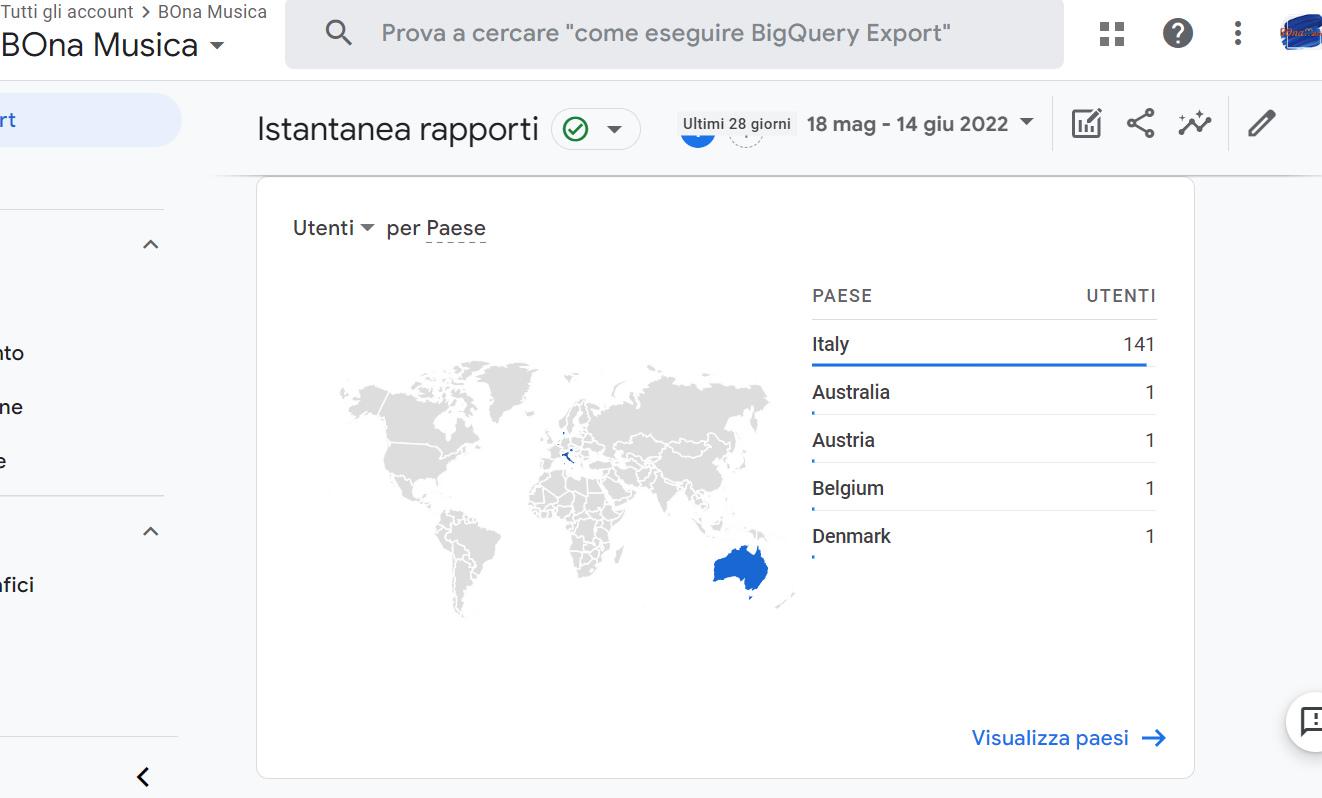 Tutti gli account > BOna Musica
BOna Musica
Prova a cercare "come eseguire BigQuery Export"
rt
Istantanea rapporti
Ultimi 28 giorni
18 mag - 14 giu 2022
Utenti per Paese
PAESE UTENTI
Italy 141
Australia 1
Austria 1
Belgium 1
Denmark 1
Visualizza paesi
nto
ne
e
afici